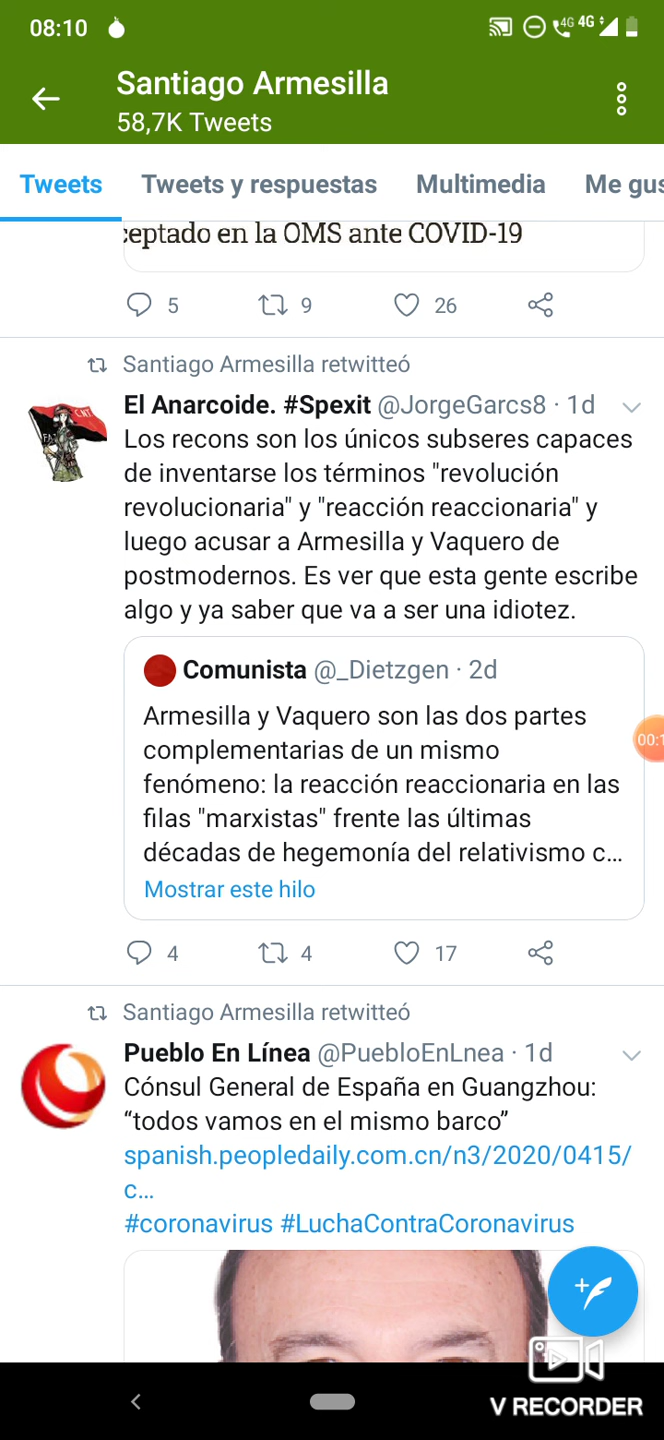 08:10
4G 4G
Santiago Armesilla
58,7K Tweets
Tweets Tweets y respuestas Multimedia Me gus
ceptado en la OMS ante COVID-19
5 9 26
Santiago Armesilla retwitteó
El Anarcoide. #Spexit @JorgeGarcs8 · 1d
Los recons son los únicos subseres capaces
de inventarse los términos "revolución
revolucionaria" y "reacción reaccionaria" y
luego acusar a Armesilla y Vaquero de
postmodernos. Es ver que esta gente escribe
algo y ya saber que va a ser una idiotez.
Comunista @_Dietzgen · 2d
Armesilla y Vaquero son las dos partes
complementarias de un mismo
fenómeno: la reacción reaccionaria en las
filas "marxistas" frente las últimas
décadas de hegemonía del relativismo c...
Mostrar este hilo
4 4 17
Santiago Armesilla retwitteó
Pueblo En Línea @PuebloEnLnea · 1d
Cónsul General de España en Guangzhou:
“todos vamos en el mismo barco”
spanish.peopledaily.com.cn/n3/2020/0415/
c...
#coronavirus #LuchaContraCoronavirus
V RECORDER